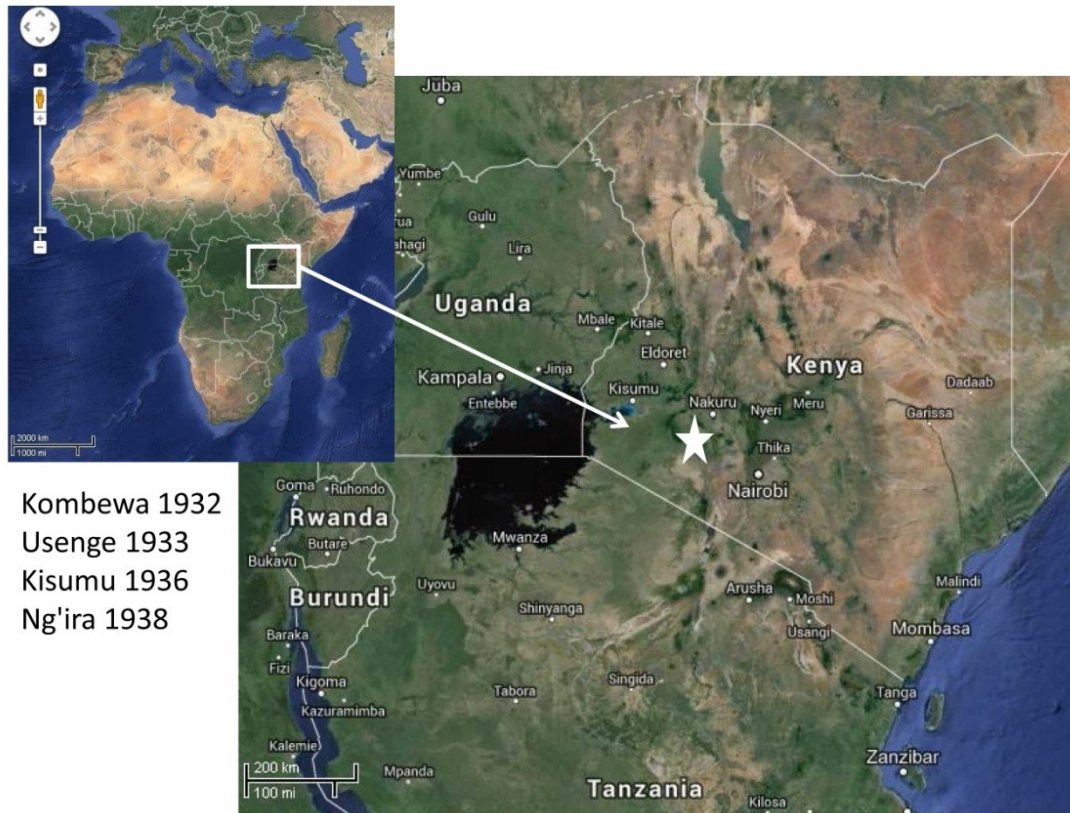 2000 km
1000 mi
Juba
Yumbe
Gulu
rua
ahagi
Lira
Uganda
Mbale
Kitale
Eldoret
Kenya
Jinja
Kampala
Entebbe
Kisumu
Nakuru
Nyeri
Meru
Dadaab
Garissa
Thika
Nairobi
Goma
Ruhondo
Rwanda
Butare
Bukavu
Mwanza
Kombewa 1932
Usenge 1933
Kisumu 1936
Ng'ira 1938
Uyovu
Burundi
Shinyanga
Arusha
Moshi
Usangi
Malindi
Mombasa
Baraka
Fizi
Kigoma
Kazuramimba
Tabora
Singida
Tanga
Kalemie
Zanzibar
200 km
100 mi
Mpanda
Tanzania
Kilosa